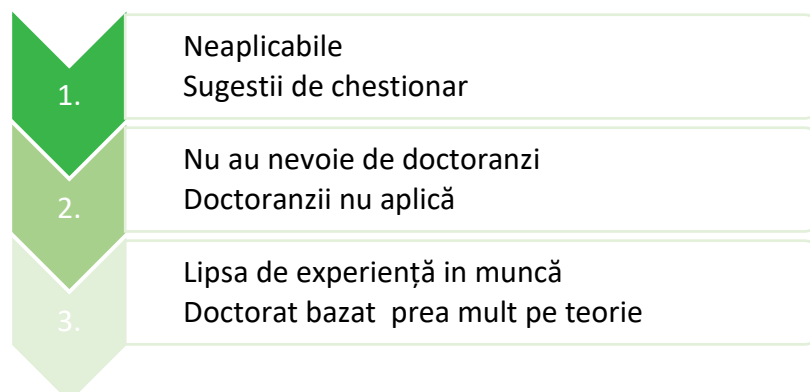 1.
Neaplicabile
Sugestii de chestionar
2.
Nu au nevoie de doctoranzi
Doctoranzii nu aplică
3.
Lipsa de experiență in muncă
Doctorat bazat  prea mult pe teorie